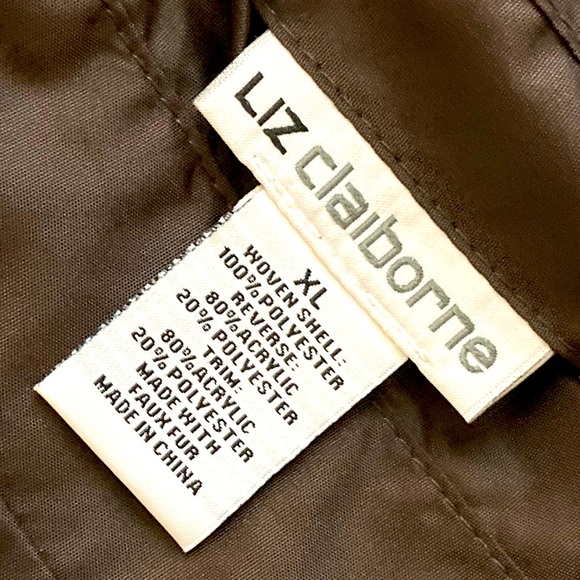 LIZ claiborne
XL
WOVEN SHELL:
100%POLYESTER
REVERSE:
80%ACRYLIC
20% POLYESTER
TRIM:
80%ACRYLIC
20%POLYESTER
MADE WITH
FAUX FUR
MADE IN CHINA